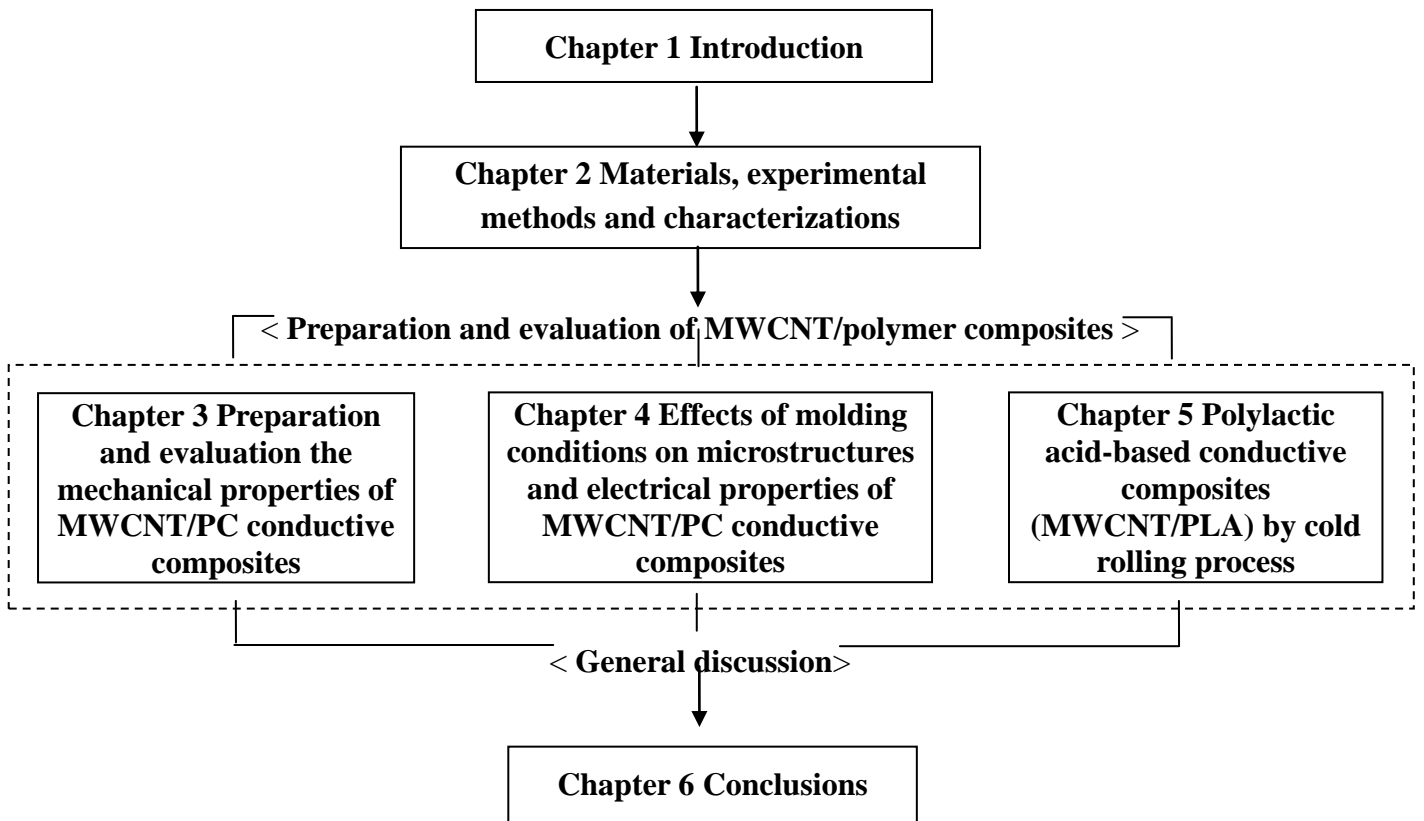 Chapter 1 Introduction
Chapter 2 Materials, experimental
methods and characterizations
< Preparation and evaluation of MWCNT/polymer composites >
Chapter 3 Preparation
and evaluation the
mechanical properties of
MWCNT/PC conductive
composites
Chapter 4 Effects of molding
conditions on microstructures
and electrical properties of
MWCNT/PC conductive
composites
Chapter 5 Polylactic
acid-based conductive
composites
(MWCNT/PLA) by cold
rolling process
< General discussion>
Chapter 6 Conclusions